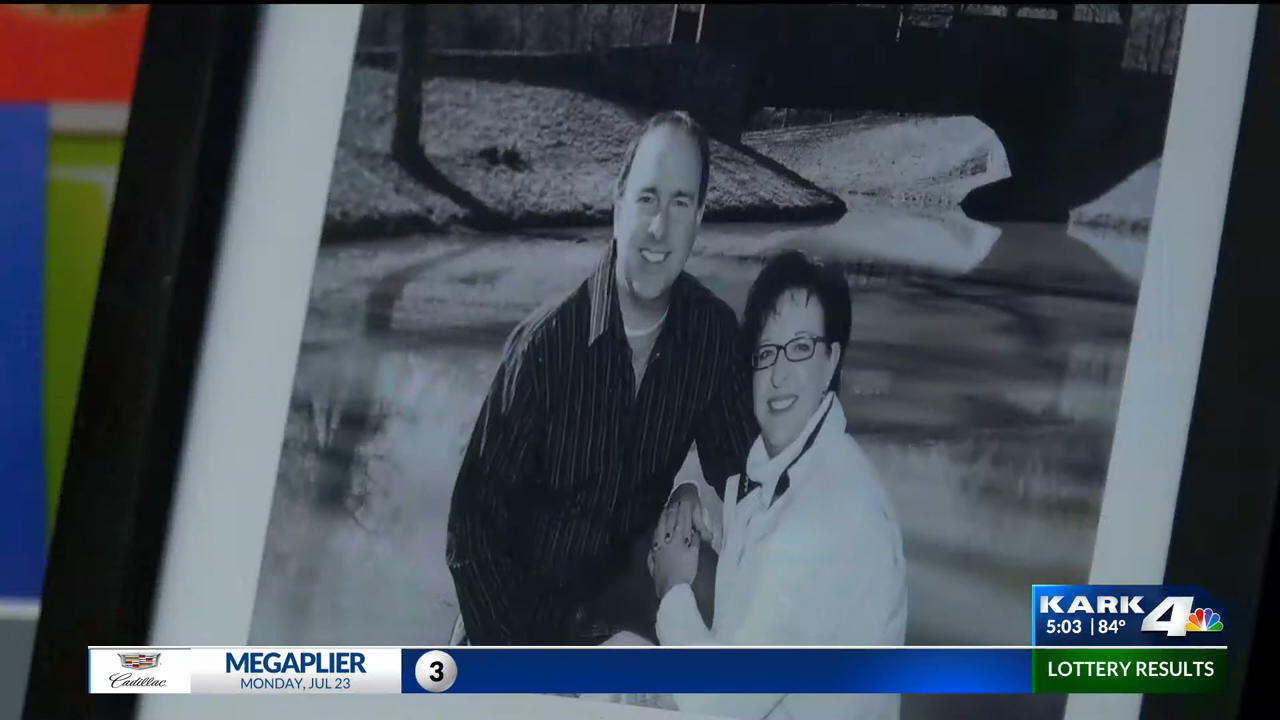 KARK 4
5:03 | 84°
Cadillac
MEGAPLIER
MONDAY, JUL 23
3
LOTTERY RESULTS